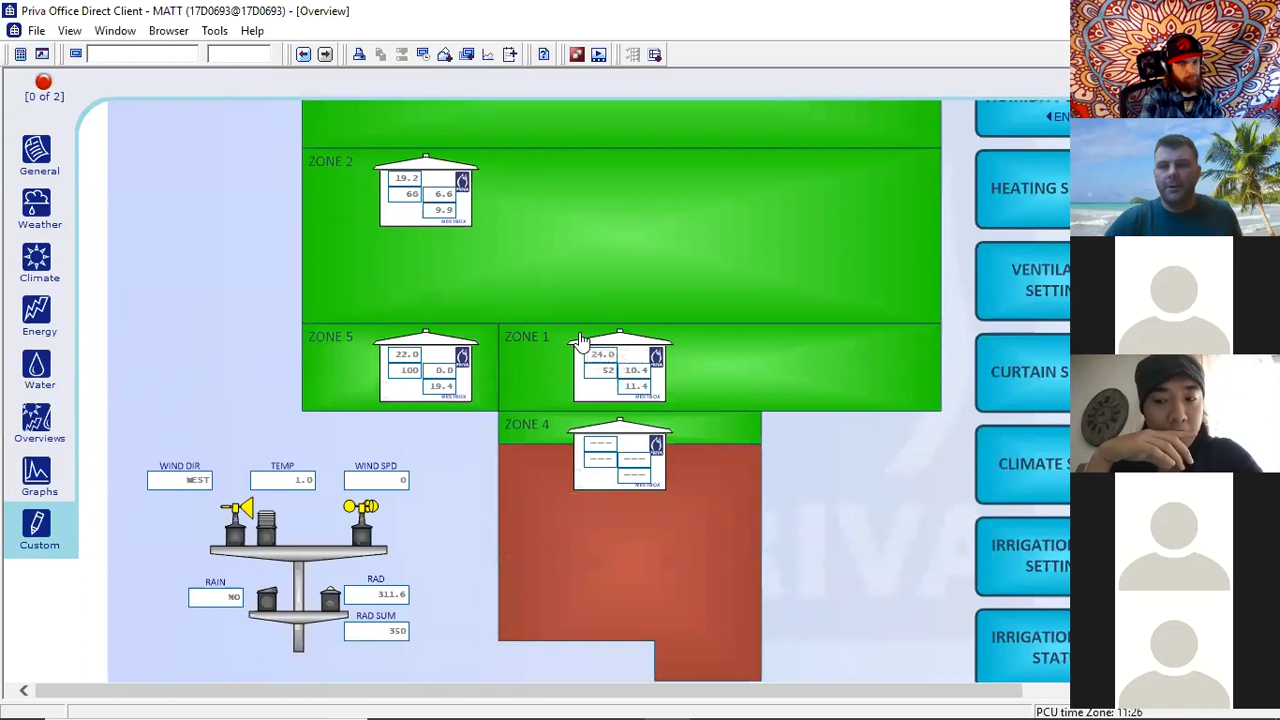 Priva Office Direct Client - MATT (17D0693@17D0693) - [Overview]
File View Window Browser Tools Help
[0 of 2]
General
Weather
Climate
Energy
Water
Overviews
Graphs
Custom
ZONE 2
19.2
60 6.6
9.9
ZONE 5
22.0
100 0.0
19.4
ZONE 1
24.0
52 10.4
11.4
ZONE 4
---
--- ---
---
WIND DIR TEMP WIND SPD
WEST 1.0 0
RAIN
NO
RAD
311.6
RAD SUM
350
EN
HEATING S
VENTILA
SETTIN
CURTAIN S
CLIMATE S
IRRIGATION
SETTIN
IRRIGATION
STAT
PCU time Zone: 11:26